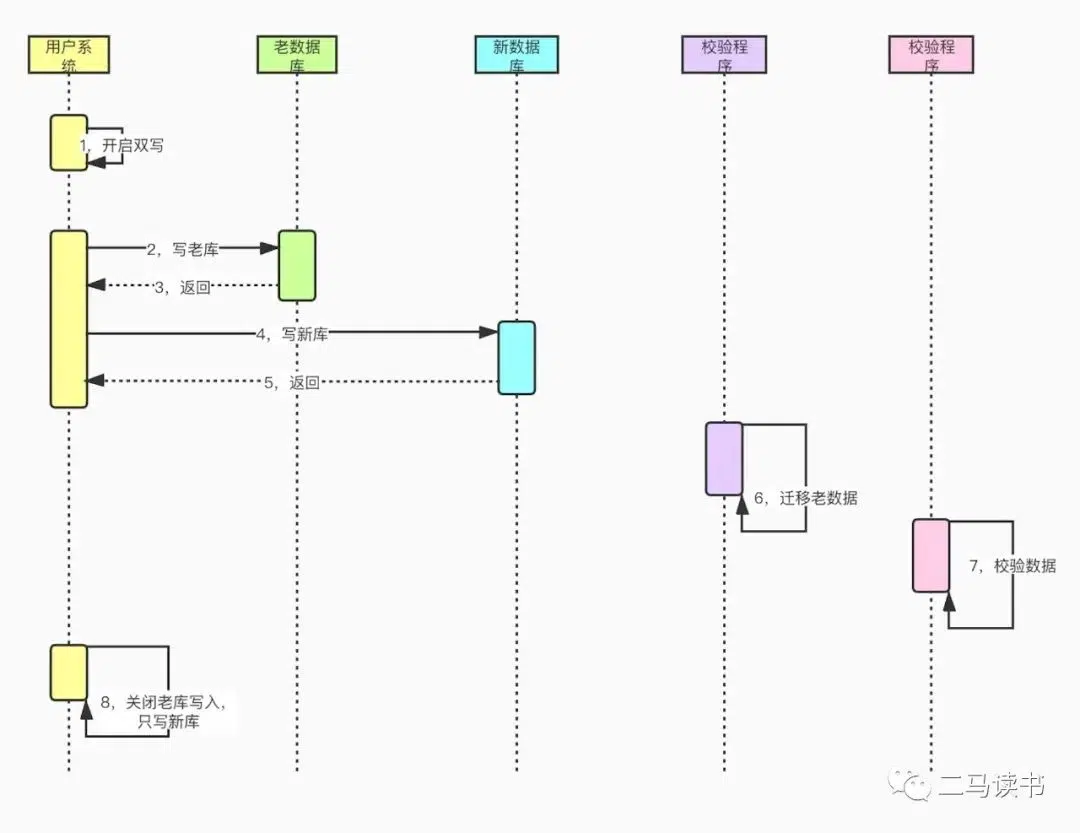 用户系
统
老数据
库
新数据
库
校验程
序
校验程
序
1，开启双写
2，写老库
3，返回
4，写新库
5，返回
6，迁移老数据
7，校验数据
8，关闭老库写入，
只写新库
二马读书